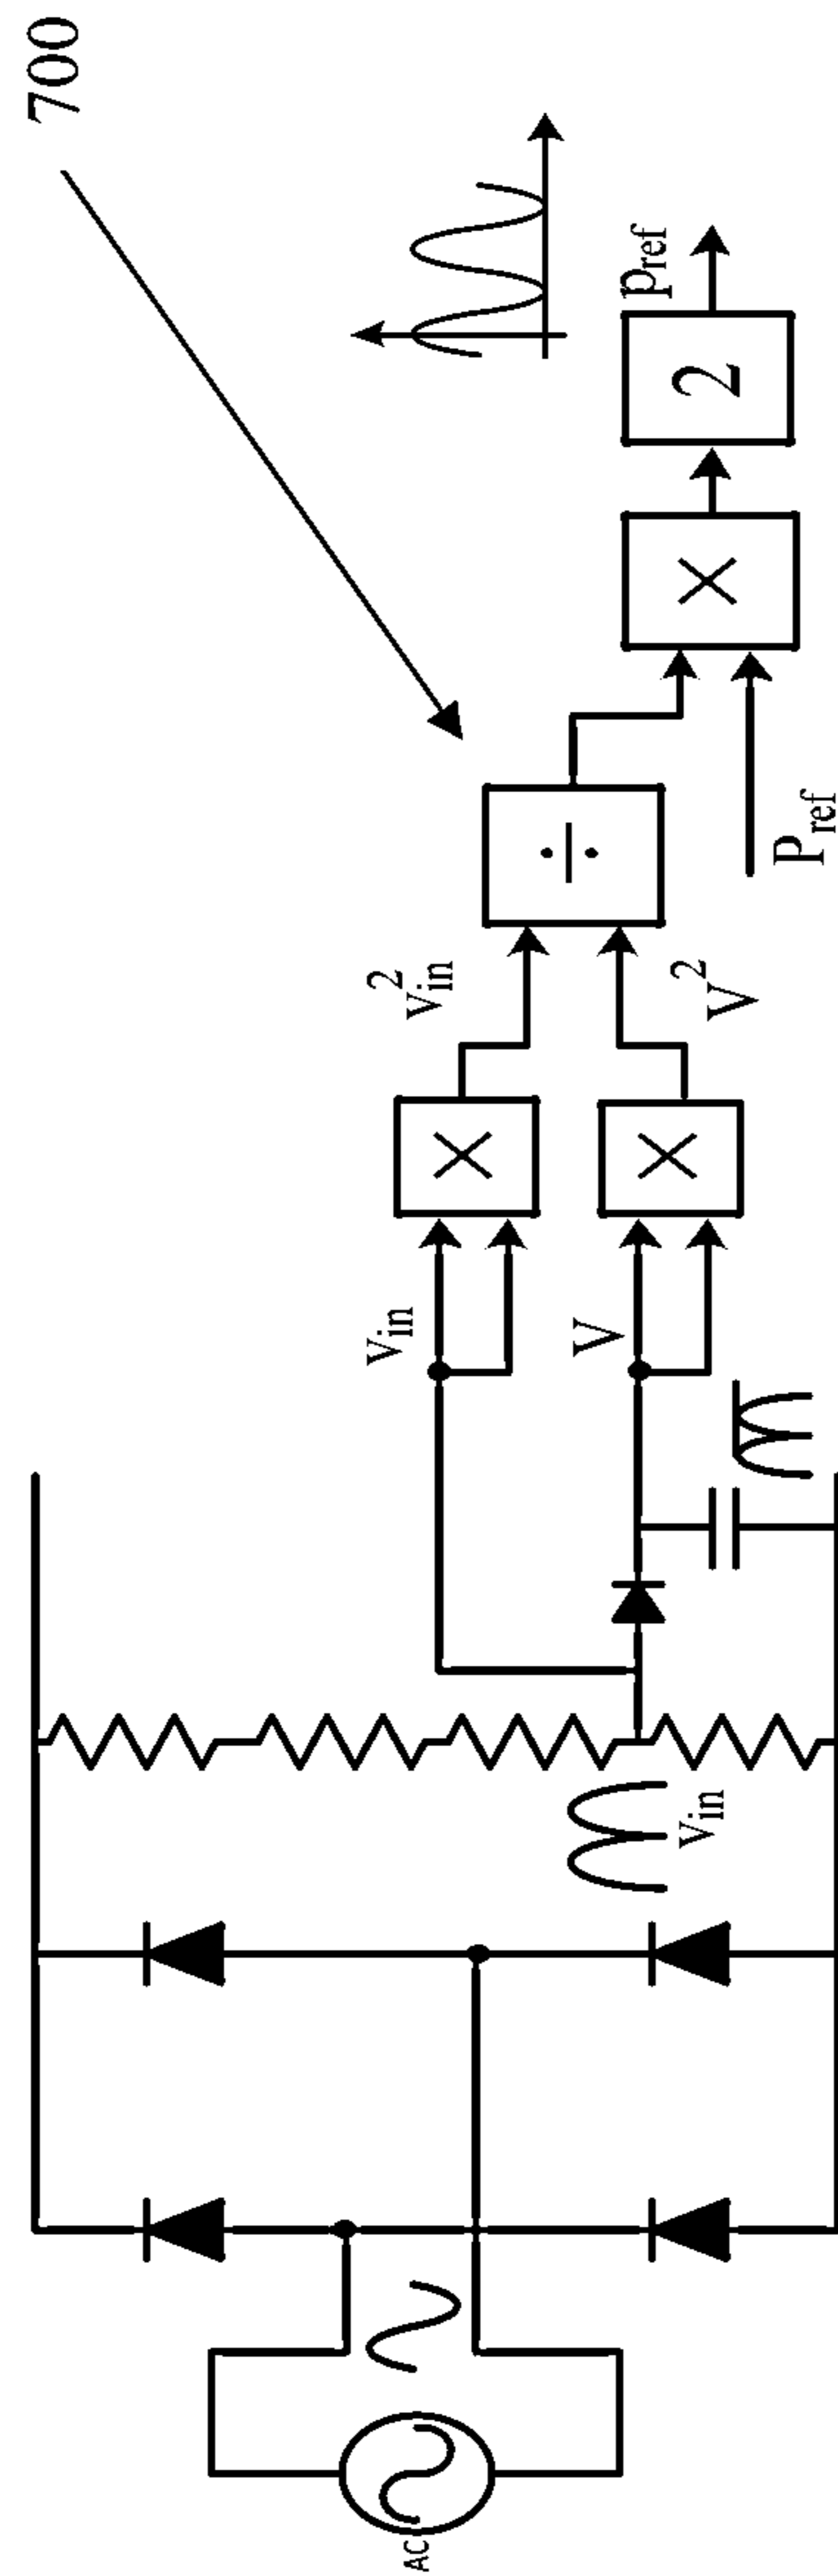 700
AC
v_in
v_in
V
v_in^2
V^2
÷
P_ref
×
×
×
2
p_ref